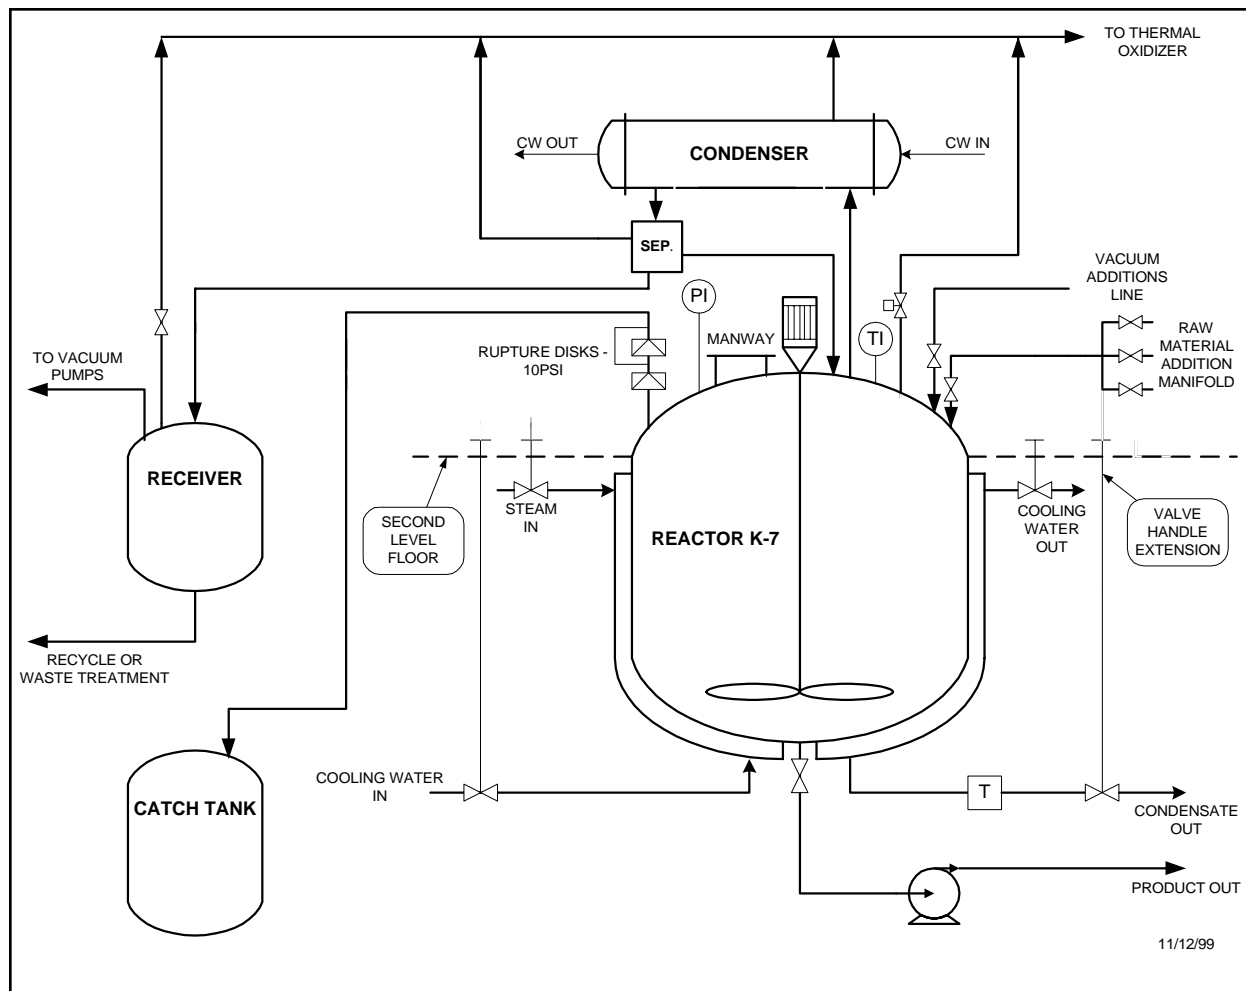 TO THERMAL
OXIDIZER
CW OUT
CONDENSER
CW IN
SEP.
VACUUM
ADDITIONS
LINE
PI
MANWAY
TI
RUPTURE DISKS -
10PSI
RAW
MATERIAL
ADDITION
MANIFOLD
TO VACUUM
PUMPS
RECEIVER
STEAM
IN
SECOND
LEVEL
FLOOR
REACTOR K-7
COOLING
WATER
OUT
VALVE
HANDLE
EXTENSION
RECYCLE OR
WASTE TREATMENT
COOLING WATER
IN
CATCH TANK
T
CONDENSATE
OUT
PRODUCT OUT
11/12/99